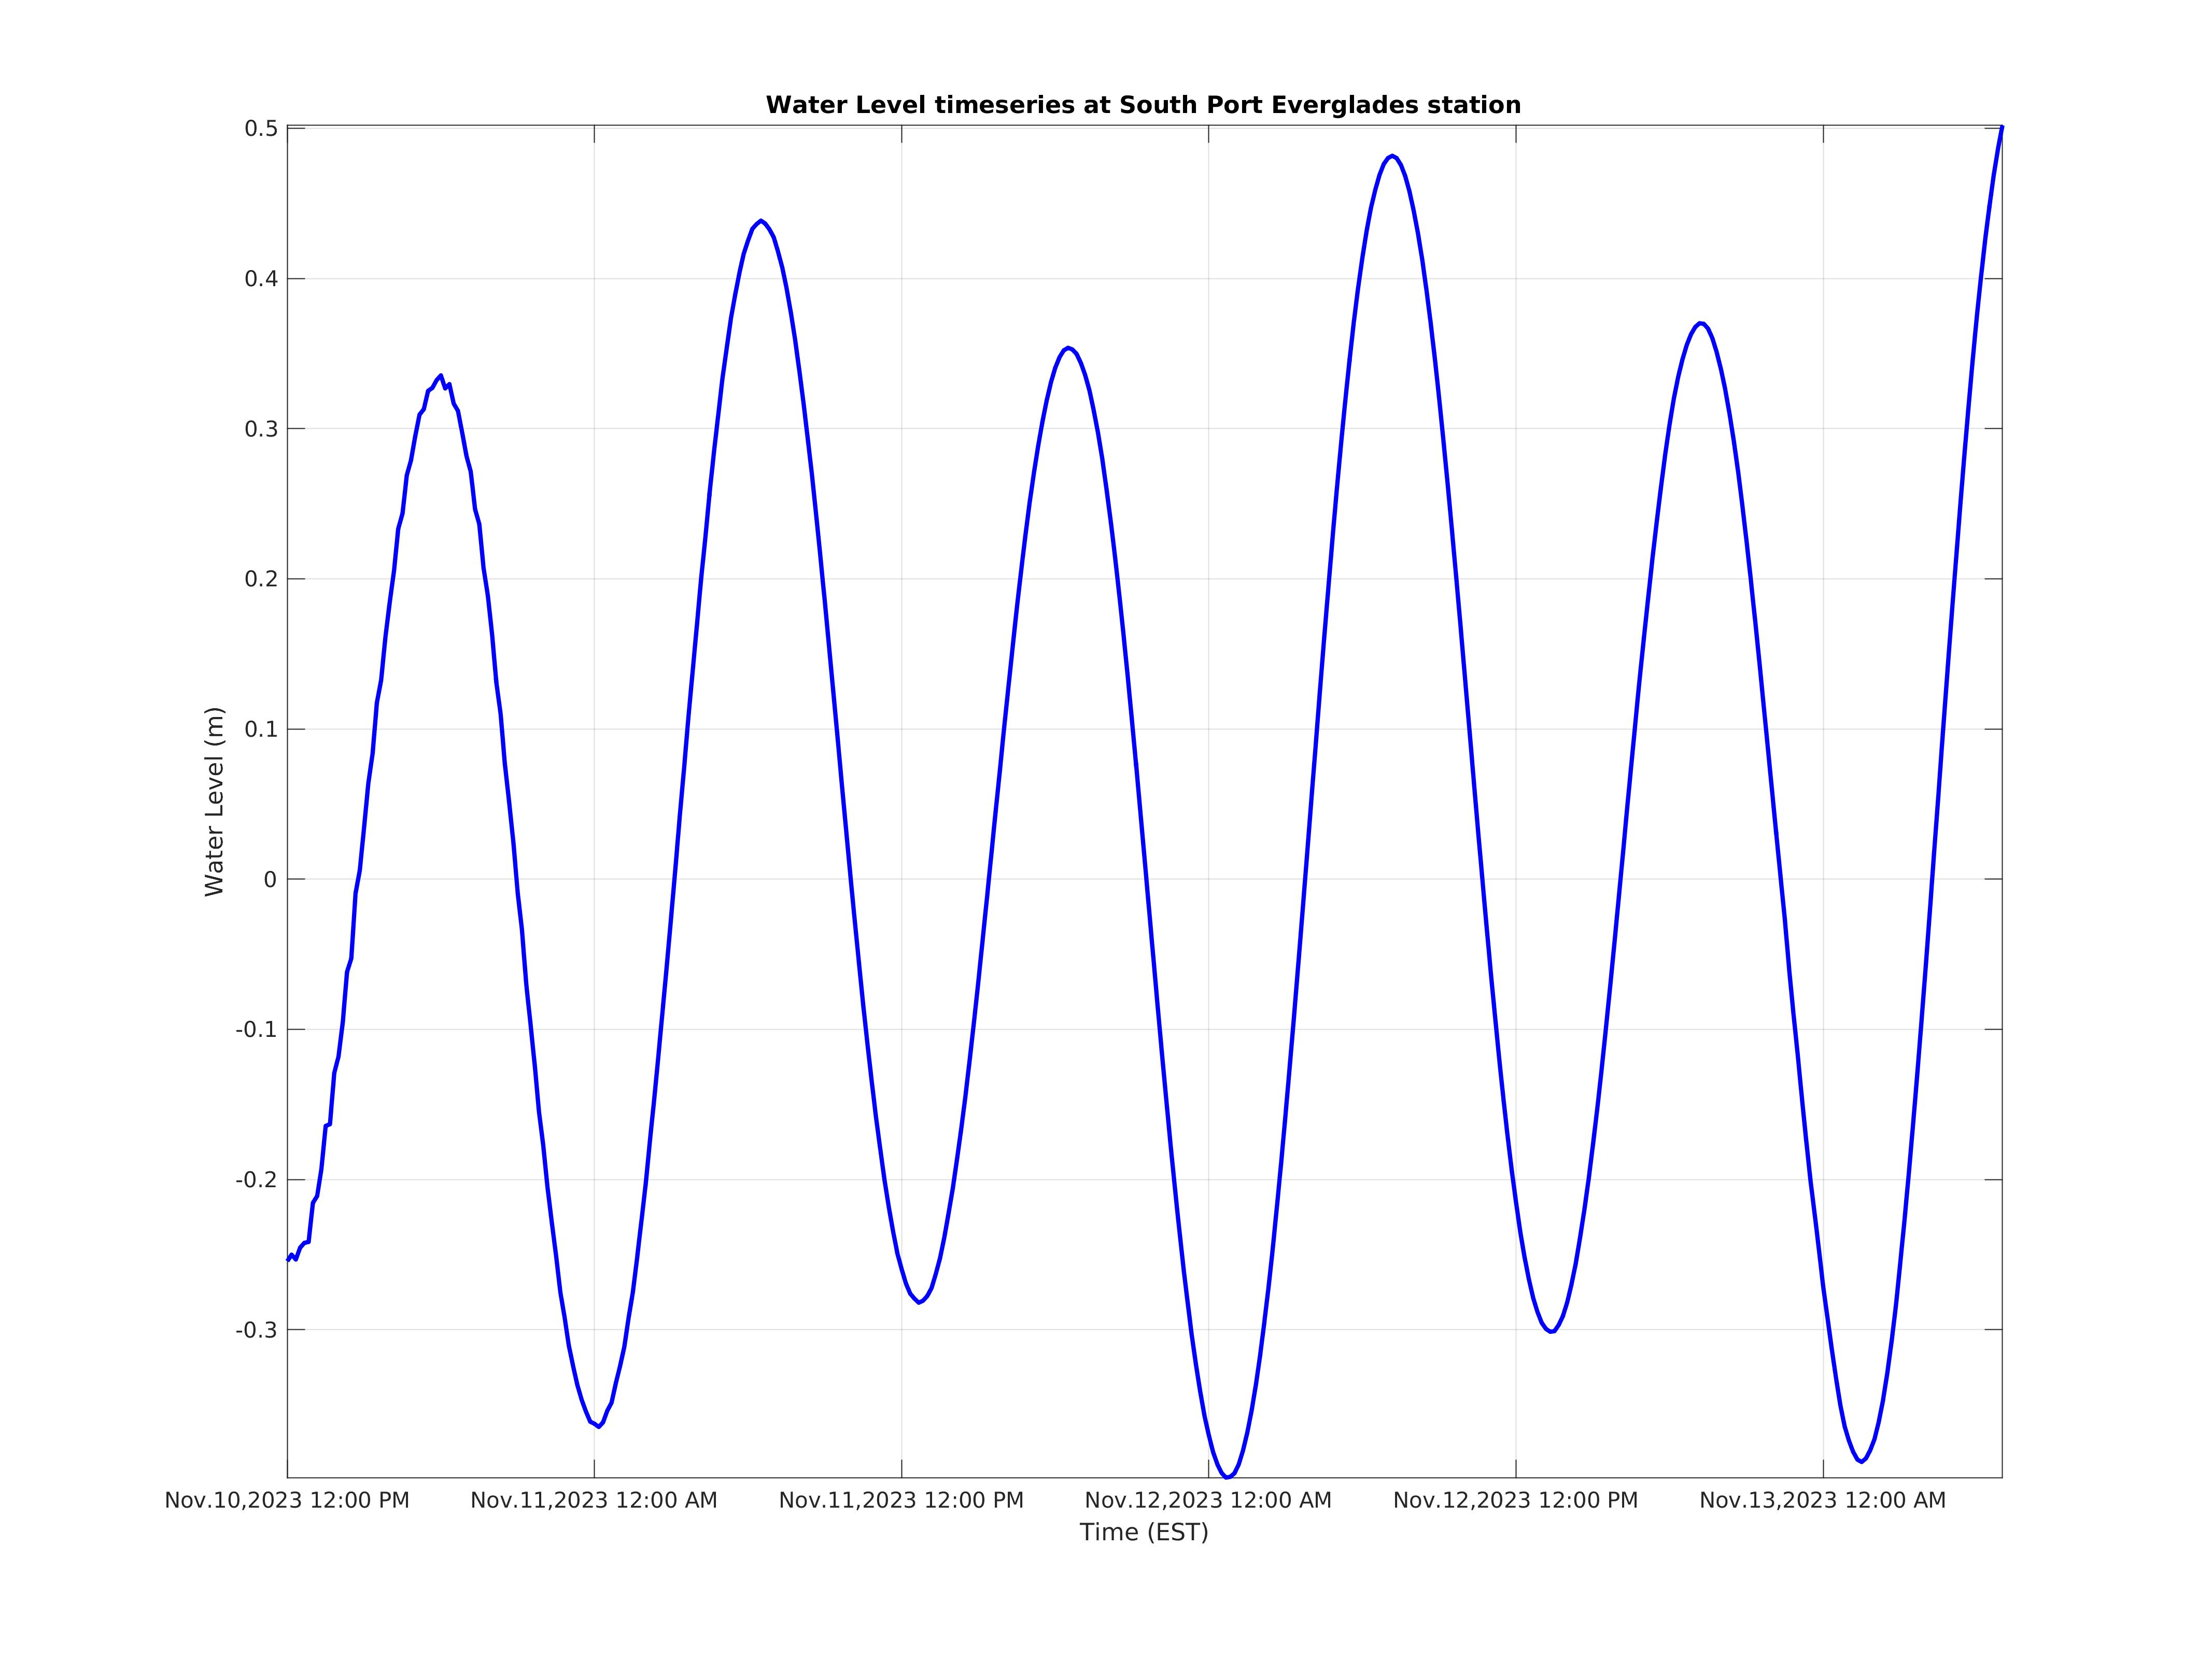 Water Level timeseries at South Port Everglades station
0.5
0.4
0.3
0.2
0.1
0
-0.1
-0.2
-0.3
Water Level (m)
Nov.10,2023 12:00 PM
Nov.11,2023 12:00 AM
Nov.11,2023 12:00 PM
Nov.12,2023 12:00 AM
Nov.12,2023 12:00 PM
Nov.13,2023 12:00 AM
Time (EST)